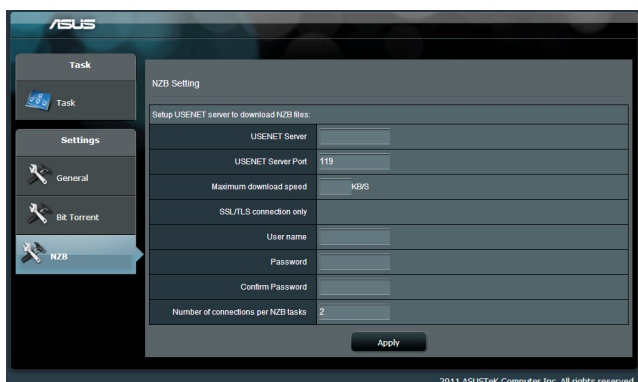 ASUS
Task
Task
Settings
General
Bit Torrent
NZB
NZB Setting
Setup USENET server to download NZB files:
USENET Server
USENET Server Port 119
Maximum download speed KB/S
SSL/TLS connection only
User name
Password
Confirm Password
Number of connections per NZB tasks 2
Apply
2011 ASUSTeK Computer Inc. All rights reserved